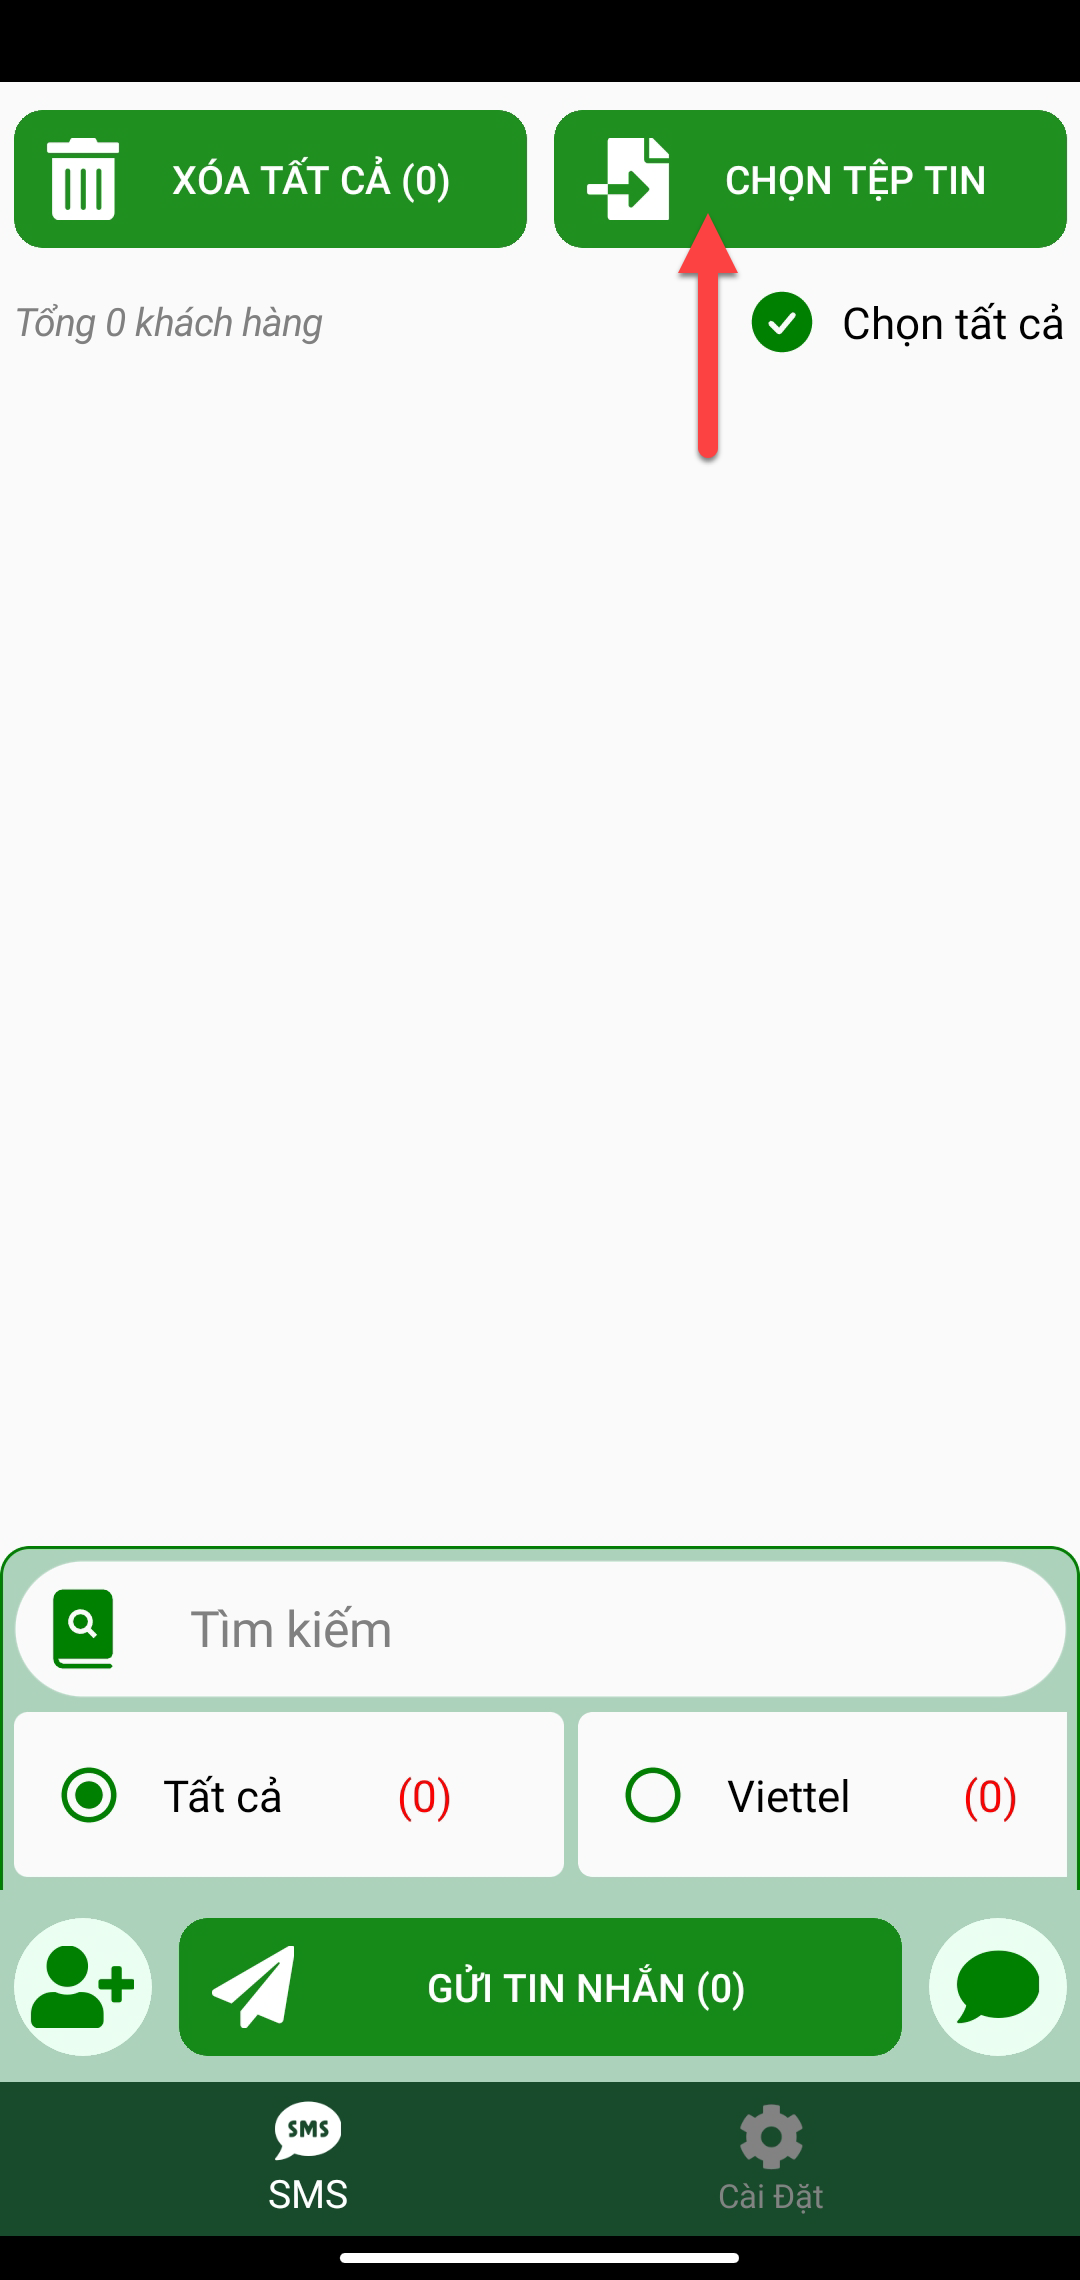 XÓA TẤT CẢ (0)
CHỌN TỆP TIN
Tổng 0 khách hàng
Chọn tất cả
Tìm kiếm
Tất cả (0)
Viettel (0)
GỬI TIN NHẮN (0)
SMS
SMS
Cài Đặt